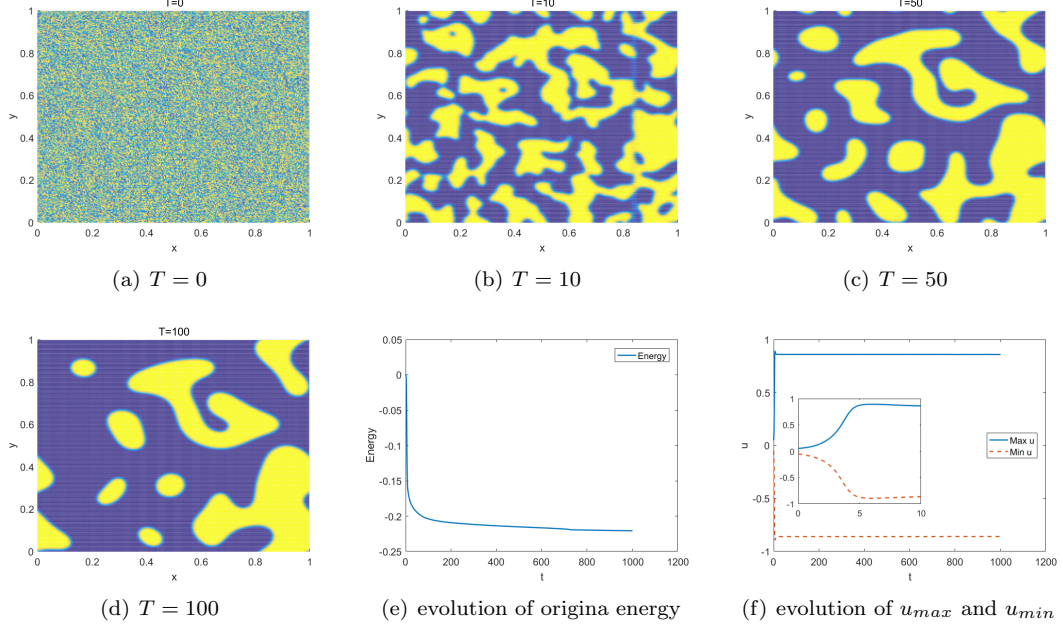 T=0
1
0.8
0.6
y
0.4
0.2
0
0 0.2 0.4 0.6 0.8 1
x
(a) T = 0
T=10
1
0.8
0.6
y
0.4
0.2
0
0 0.2 0.4 0.6 0.8 1
x
(b) T = 10
T=50
1
0.8
0.6
y
0.4
0.2
0
0 0.2 0.4 0.6 0.8 1
x
(c) T = 50
T=100
1
0.8
0.6
y
0.4
0.2
0
0 0.2 0.4 0.6 0.8 1
x
(d) T = 100
0.05
0
-0.05
-0.1
-0.15
-0.2
-0.25
Energy
Energy
0 200 400 600 800 1000 1200
t
(e) evolution of origina energy
1
0.5
0
-0.5
-1
u
1
0.5
0
-0.5
-1
0 5 10
Max u
Min u
0 200 400 600 800 1000 1200
t
(f) evolution of umax and umin